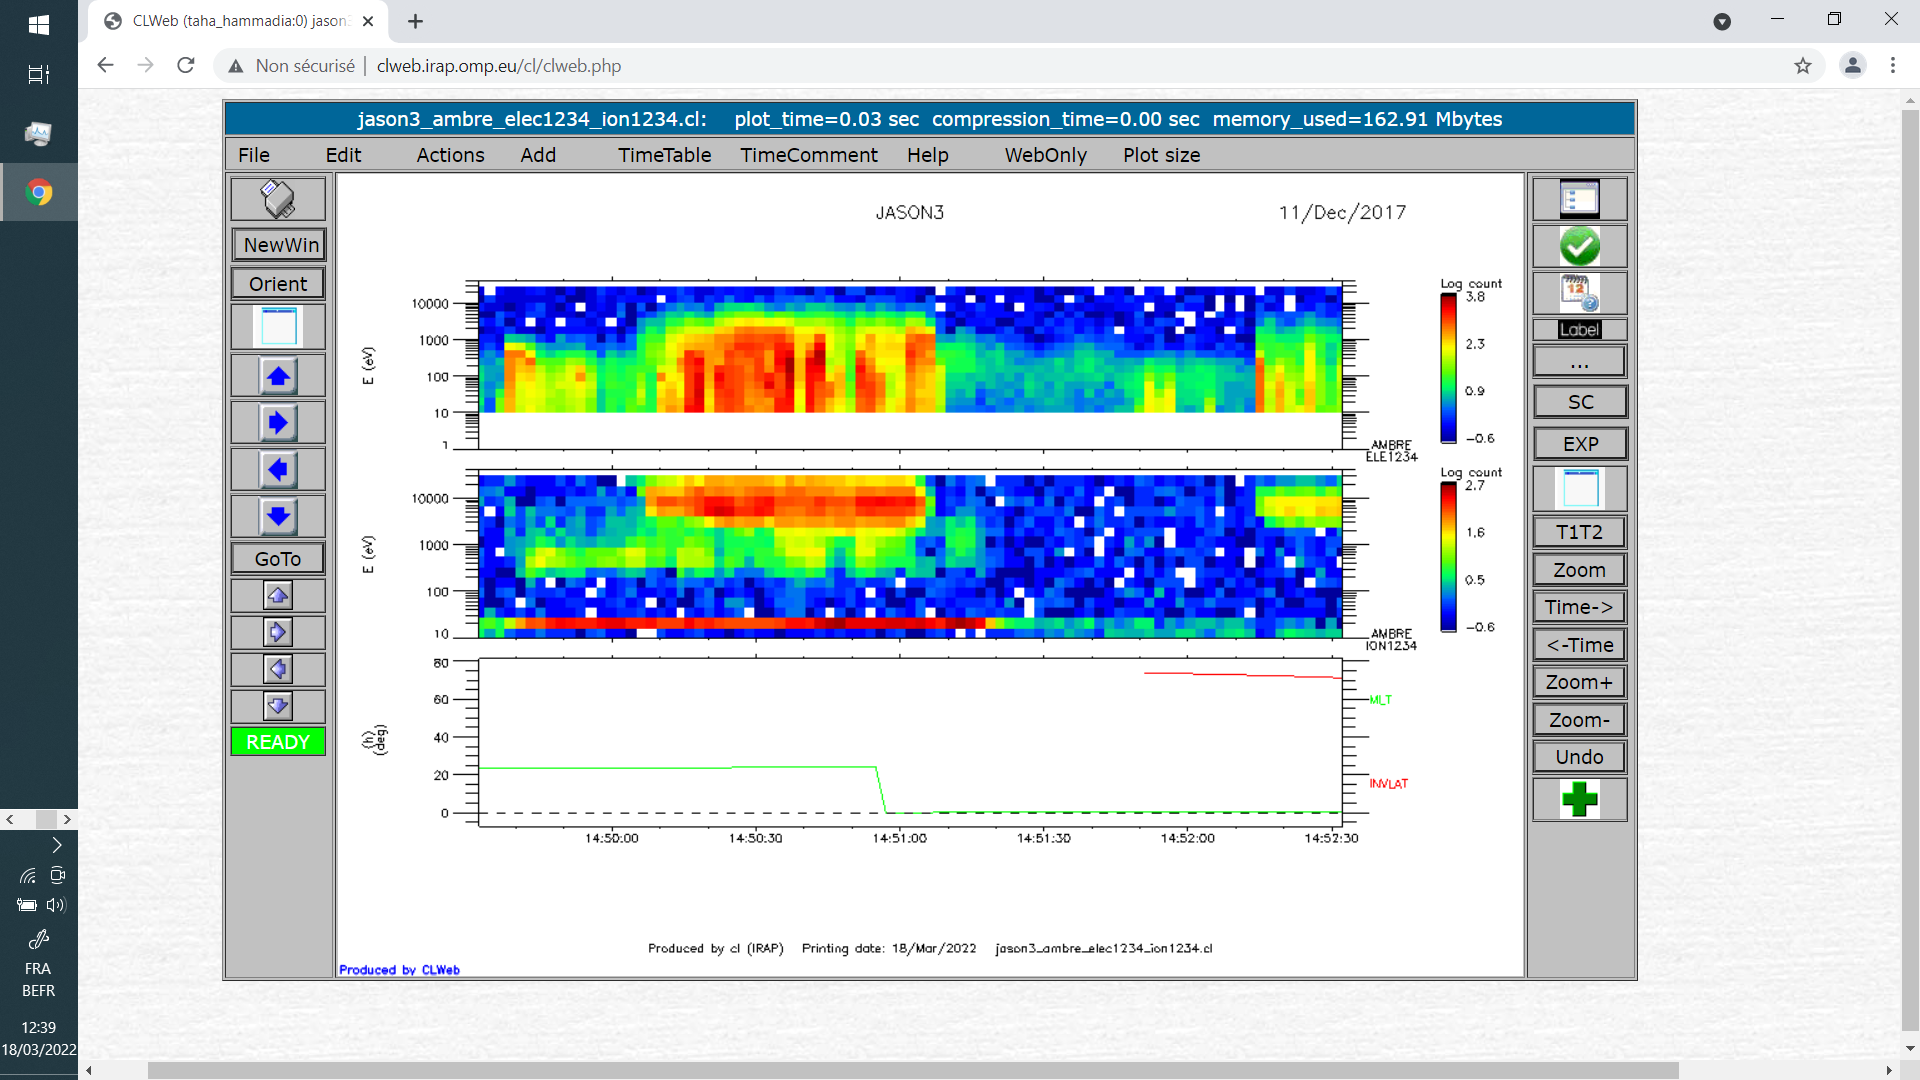 CLWeb (taha_hammadia:0) jason
Non sécurisé | clweb.irap.omp.eu/cl/clweb.php
jason3_ambre_elec1234_ion1234.cl: plot_time=0.03 sec compression_time=0.00 sec memory_used=162.91 Mbytes
File Edit Actions Add TimeTable TimeComment Help WebOnly Plot size
NewWin
Orient
GoTo
READY
JASON3 11/Dec/2017
E (eV)
10000
1000
100
10
1
Log count
3.8
2.3
0.9
-0.6
AMBRE
ELE1234
E (eV)
10000
1000
100
10
Log count
2.7
1.6
0.5
-0.6
AMBRE
ION1234
(h)
(deg)
80
60
40
20
0
MLT
INVLAT
14:50:00 14:50:30 14:51:00 14:51:30 14:52:00 14:52:30
Produced by cl (IRAP) Printing date: 18/Mar/2022 jason3_ambre_elec1234_ion1234.cl
Produced by CLWeb
12
Label
...
SC
EXP
T1T2
Zoom
Time->
<-Time
Zoom+
Zoom-
Undo
FRA
BEFR
12:39
18/03/2022